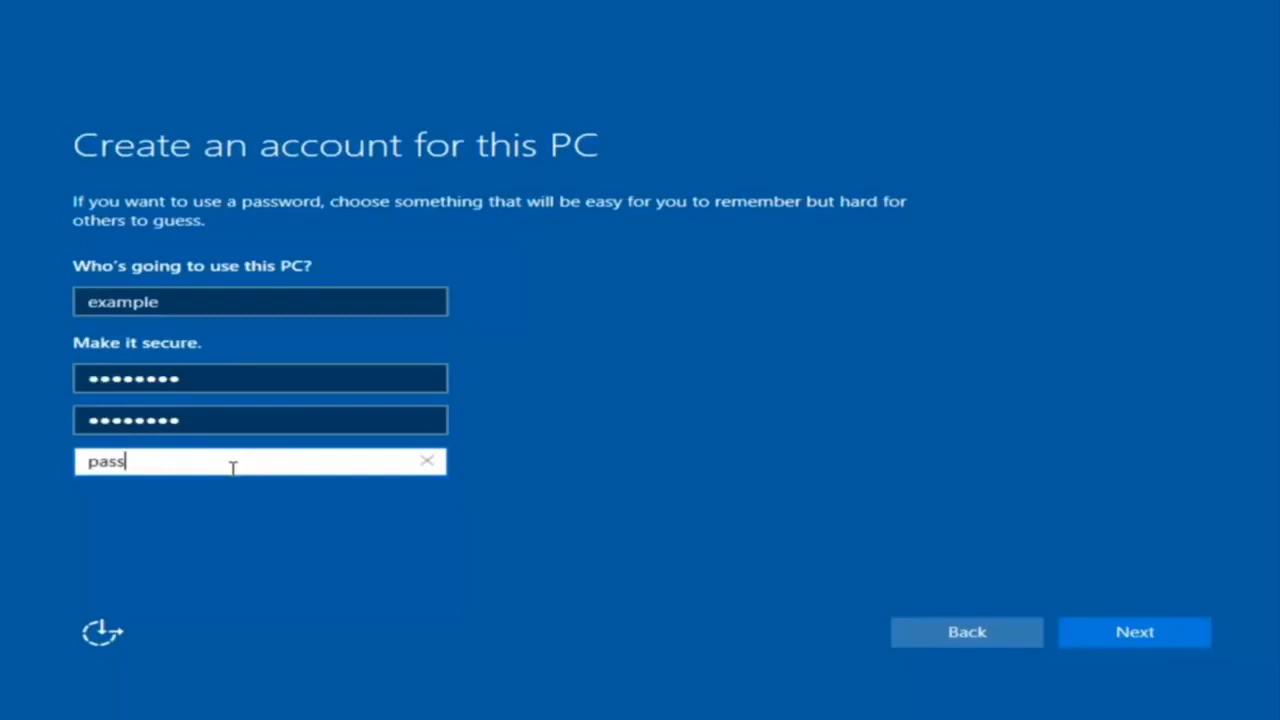 Create an account for this PC
If you want to use a password, choose something that will be easy for you to remember but hard for
others to guess.
Who's going to use this PC?
example
Make it secure.
••••••••
••••••••
pass
Back
Next